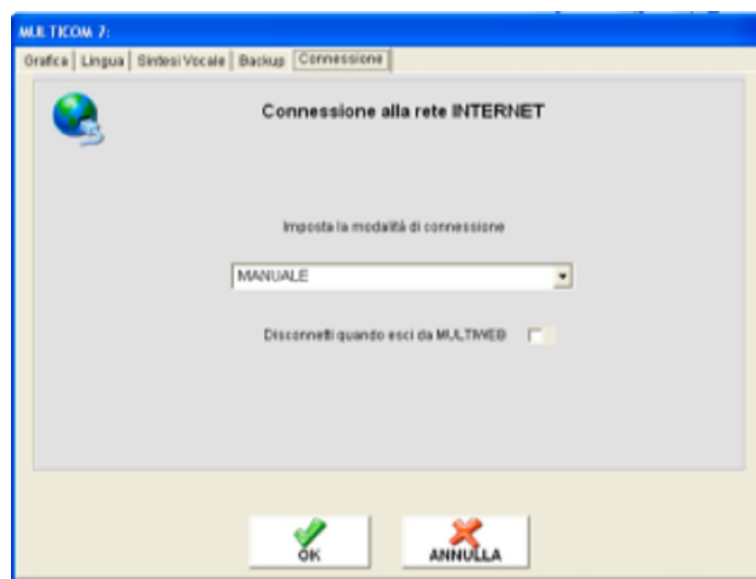 MULTICOM 7:
Grafica Lingua Sintesi Vocale Backup Connessione
Connessione alla rete INTERNET
Imposta la modalità di connessione
MANUALE
Disconnetti quando esci da MULTIWEB
OK ANNULLA